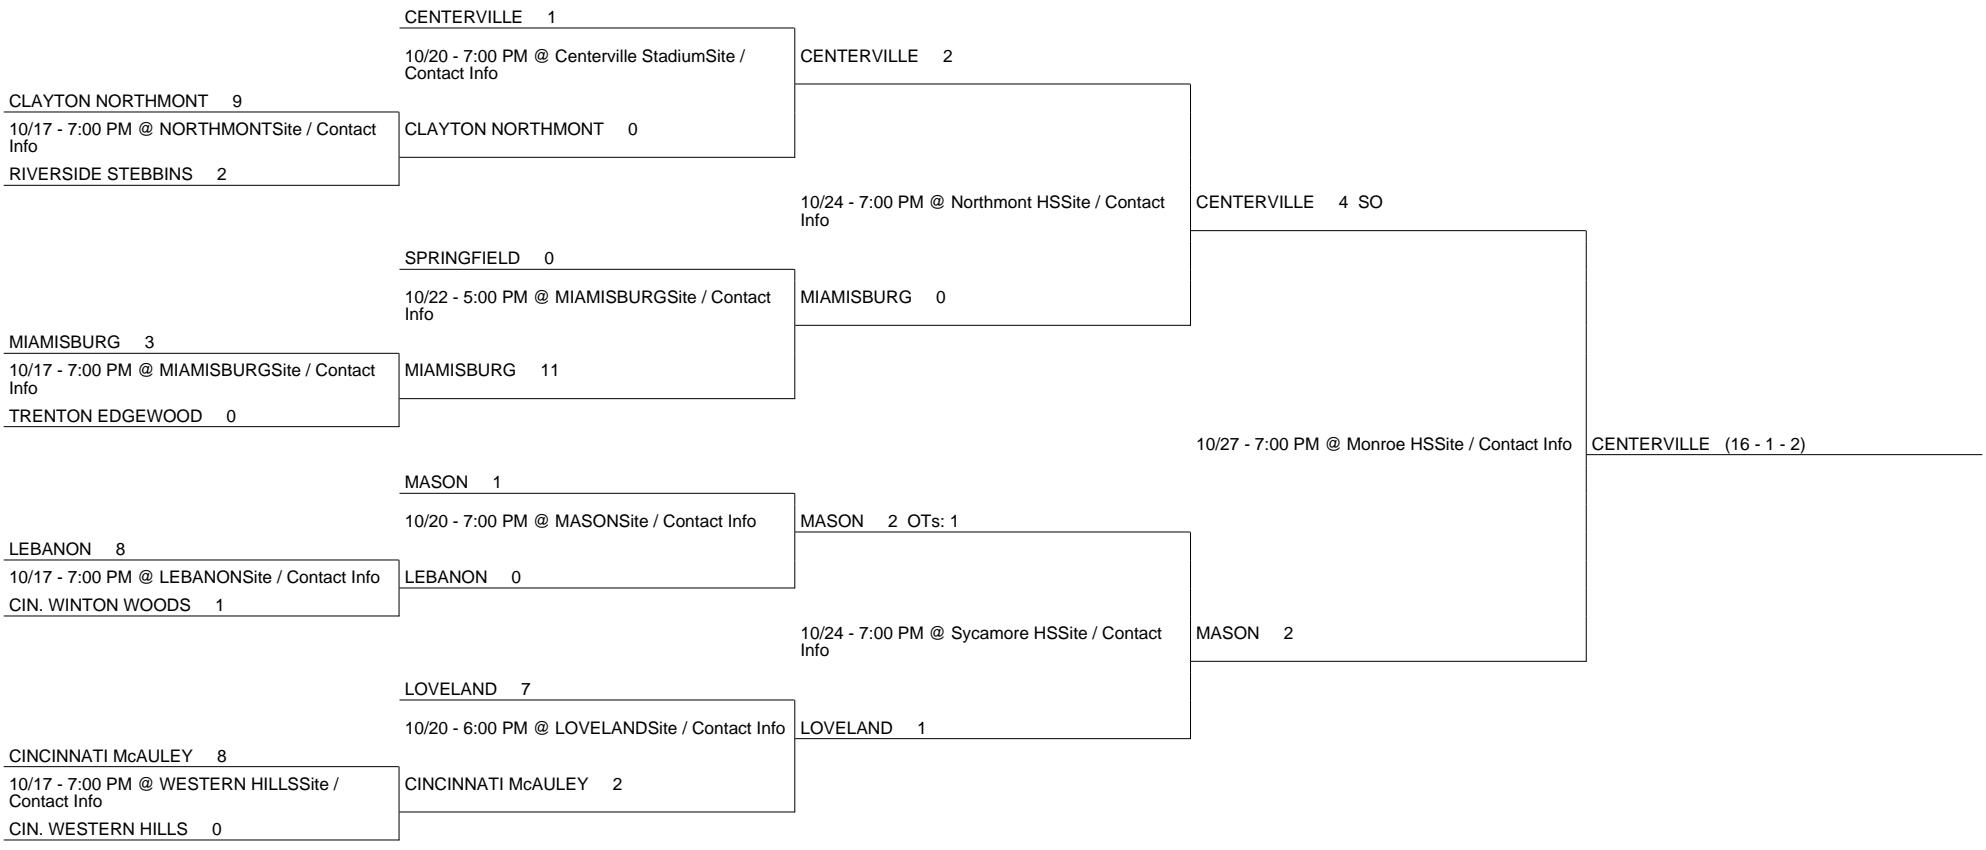 CENTERVILLE 1
10/20 - 7:00 PM @ Centerville StadiumSite /
Contact Info
CENTERVILLE 2
CLAYTON NORTHMONT 9
10/17 - 7:00 PM @ NORTHMONTSite / Contact
Info
CLAYTON NORTHMONT 0
RIVERSIDE STEBBINS 2
10/24 - 7:00 PM @ Northmont HSSite / Contact
Info
CENTERVILLE 4 SO
SPRINGFIELD 0
10/22 - 5:00 PM @ MIAMISBURGSite / Contact
Info
MIAMISBURG 0
MIAMISBURG 3
10/17 - 7:00 PM @ MIAMISBURGSite / Contact
Info
MIAMISBURG 11
TRENTON EDGEWOOD 0
10/27 - 7:00 PM @ Monroe HSSite / Contact Info
CENTERVILLE (16 - 1 - 2)
MASON 1
10/20 - 7:00 PM @ MASONSite / Contact Info
MASON 2 OTs: 1
LEBANON 8
10/17 - 7:00 PM @ LEBANONSite / Contact Info
LEBANON 0
CIN. WINTON WOODS 1
10/24 - 7:00 PM @ Sycamore HSSite / Contact
Info
MASON 2
LOVELAND 7
10/20 - 6:00 PM @ LOVELANDSite / Contact Info
LOVELAND 1
CINCINNATI McAULEY 8
10/17 - 7:00 PM @ WESTERN HILLSSite /
Contact Info
CINCINNATI McAULEY 2
CIN. WESTERN HILLS 0